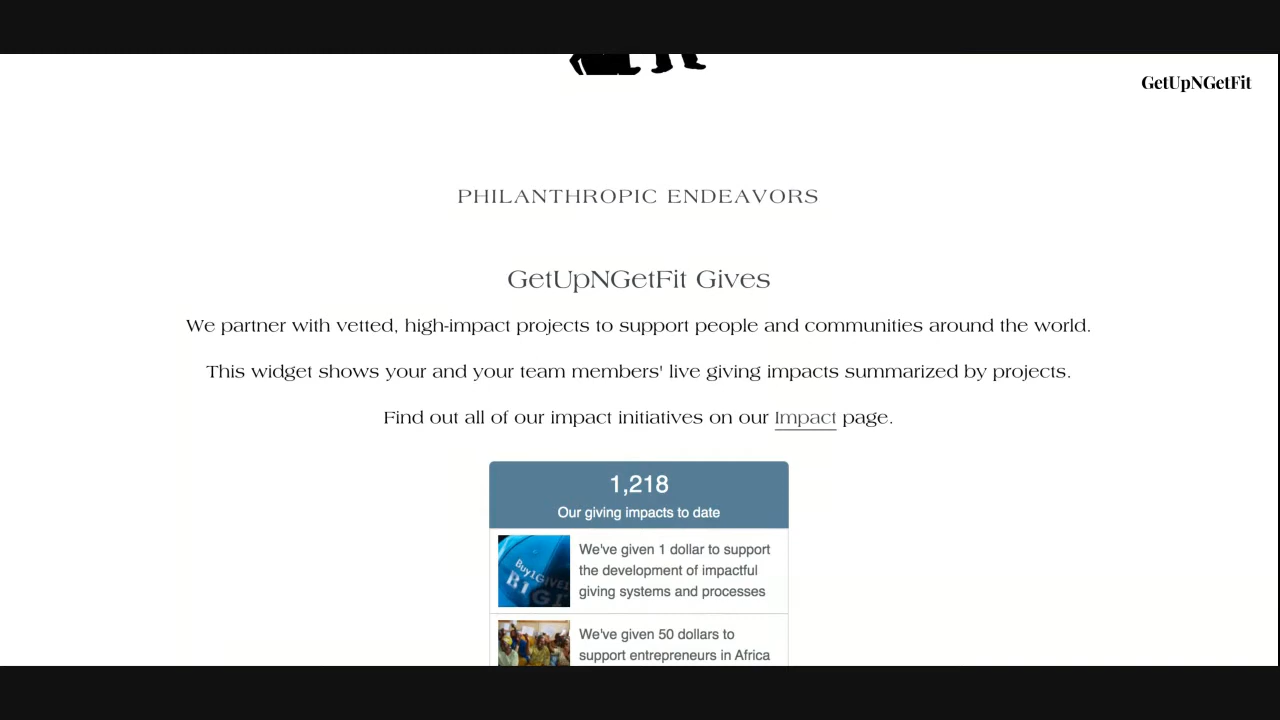 GetUpNGetFit
PHILANTHROPIC ENDEAVORS
GetUpNGetFit Gives
We partner with vetted, high-impact projects to support people and communities around the world.
This widget shows your and your team members' live giving impacts summarized by projects.
Find out all of our impact initiatives on our Impact page.
1,218
Our giving impacts to date
We've given 1 dollar to support
the development of impactful
giving systems and processes
Buy1GIVE1
B1G1
We've given 50 dollars to
support entrepreneurs in Africa